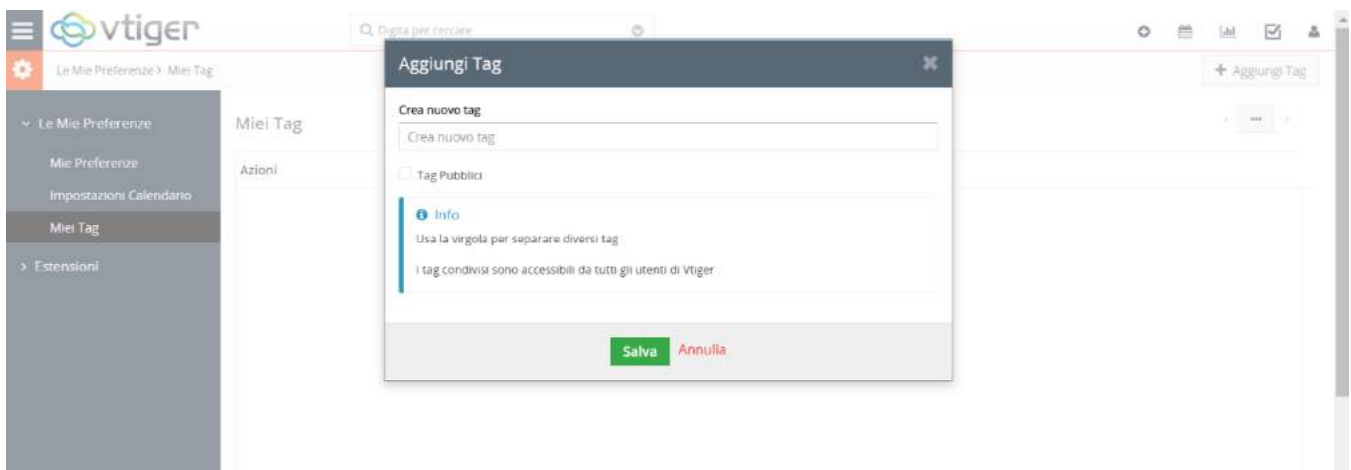 vtiger
Digita per cercare
Le Mie Preferenze > Miei Tag
Aggiungi Tag
+ Aggiungi Tag
Le Mie Preferenze
Mie Preferenze
Impostazioni Calendario
Miei Tag
Estensioni
Miei Tag
Azioni
Crea nuovo tag
Crea nuovo tag
Tag Pubblici
Info
Usa la virgola per separare diversi tag
I tag condivisi sono accessibili da tutti gli utenti di Vtiger
Salva Annulla